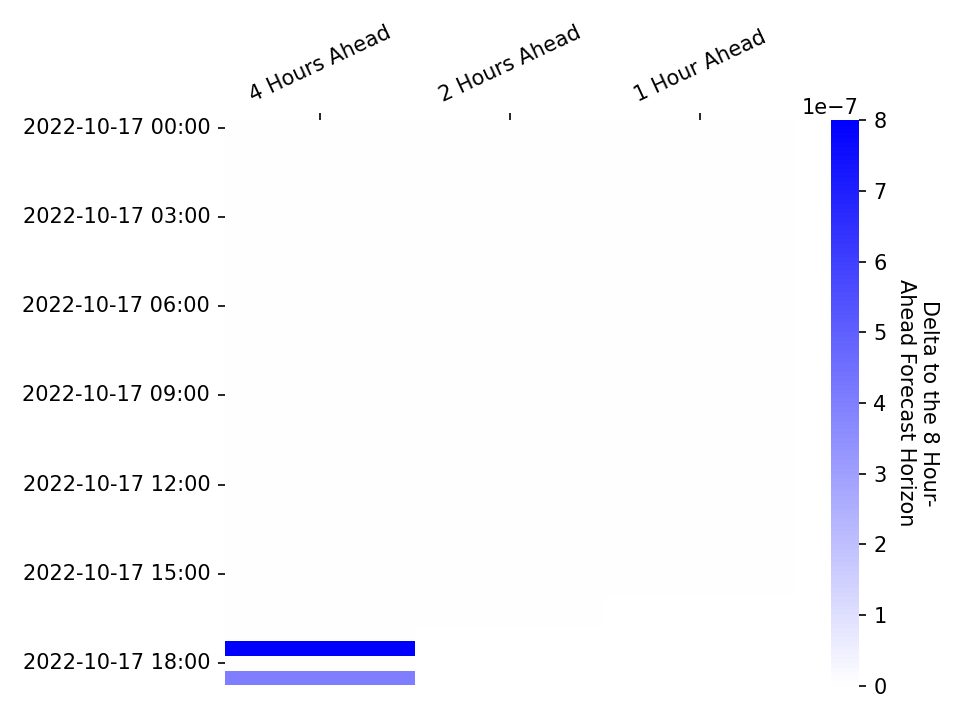 4 Hours Ahead
2 Hours Ahead
1 Hour Ahead
1e−7
2022-10-17 00:00
2022-10-17 03:00
2022-10-17 06:00
2022-10-17 09:00
2022-10-17 12:00
2022-10-17 15:00
2022-10-17 18:00
8
7
6
5
4
3
2
1
0
Delta to the 8 Hour-
Ahead Forecast Horizon